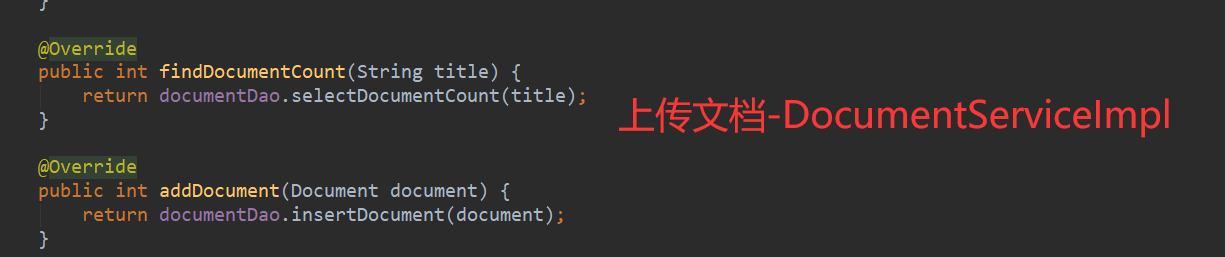 }
@Override
public int findDocumentCount(String title) {
return documentDao.selectDocumentCount(title);
}
上传文档-DocumentServiceImpl
@Override
public int addDocument(Document document) {
return documentDao.insertDocument(document);
}